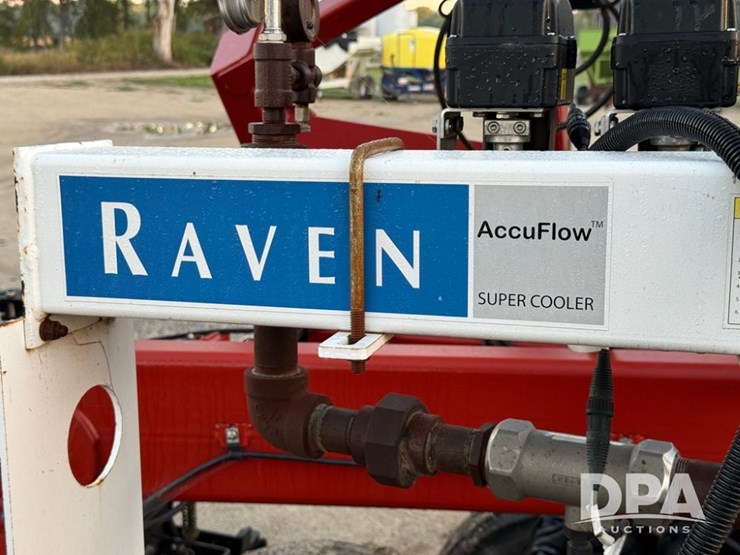 RAVEN
AccuFlow™
SUPER COOLER
DPA
AUCTIONS